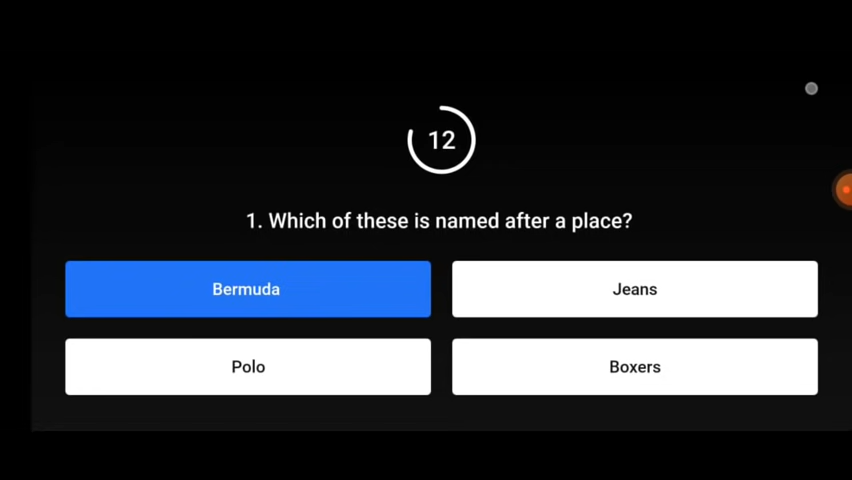 12
1. Which of these is named after a place?
Bermuda
Jeans
Polo
Boxers